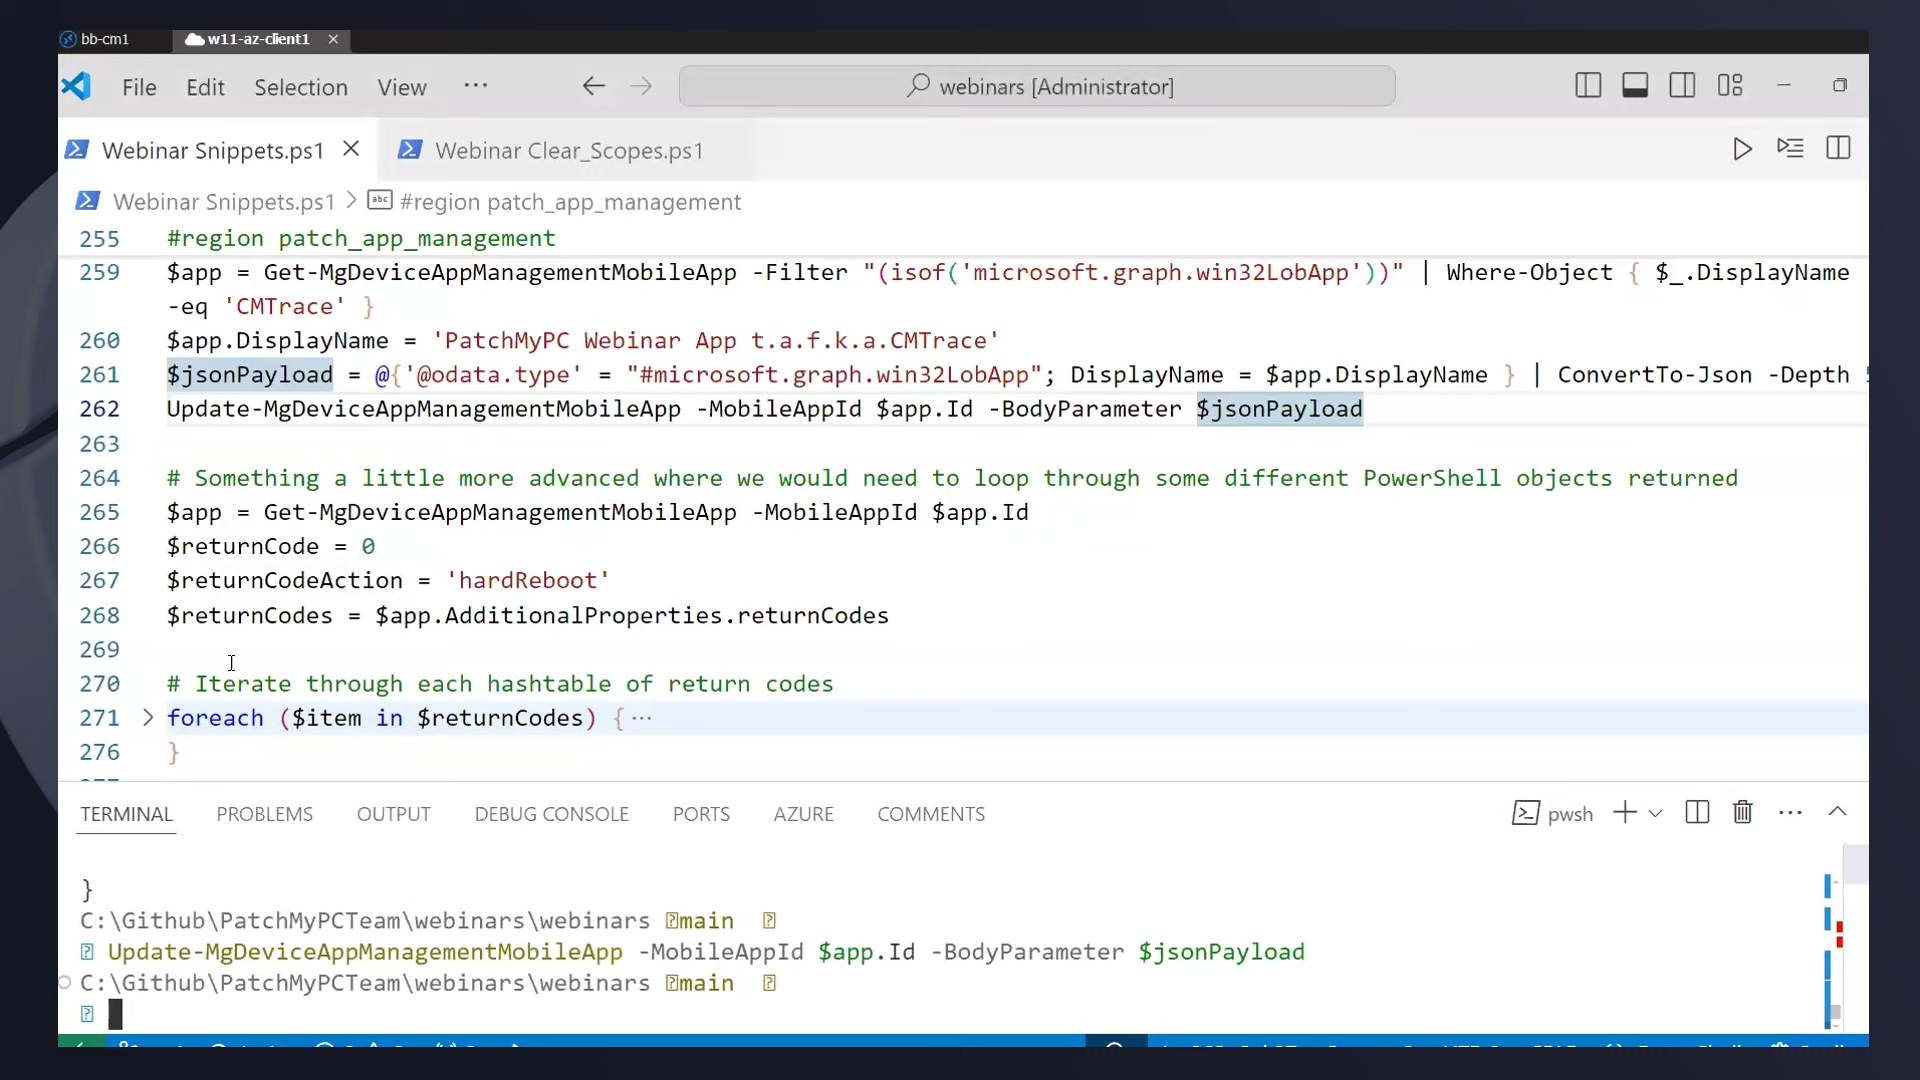 bb-cm1 w11-az-client1
File Edit Selection View ··· webinars [Administrator]
Webinar Snippets.ps1 Webinar Clear_Scopes.ps1
Webinar Snippets.ps1 > #region patch_app_management
255 #region patch_app_management
259 $app = Get-MgDeviceAppManagementMobileApp -Filter "(isof('microsoft.graph.win32LobApp'))" | Where-Object { $_.DisplayName
-eq 'CMTrace' }
260 $app.DisplayName = 'PatchMyPC Webinar App t.a.f.k.a.CMTrace'
261 $jsonPayload = @{'@odata.type' = "#microsoft.graph.win32LobApp"; DisplayName = $app.DisplayName } | ConvertTo-Json -Depth
262 Update-MgDeviceAppManagementMobileApp -MobileAppId $app.Id -BodyParameter $jsonPayload
263
264 # Something a little more advanced where we would need to loop through some different PowerShell objects returned
265 $app = Get-MgDeviceAppManagementMobileApp -MobileAppId $app.Id
266 $returnCode = 0
267 $returnCodeAction = 'hardReboot'
268 $returnCodes = $app.AdditionalProperties.returnCodes
269
270 # Iterate through each hashtable of return codes
271 foreach ($item in $returnCodes) {···
276 }
TERMINAL PROBLEMS OUTPUT DEBUG CONSOLE PORTS AZURE COMMENTS pwsh
}
C:\Github\PatchMyPCTeam\webinars\webinars main
Update-MgDeviceAppManagementMobileApp -MobileAppId $app.Id -BodyParameter $jsonPayload
C:\Github\PatchMyPCTeam\webinars\webinars main